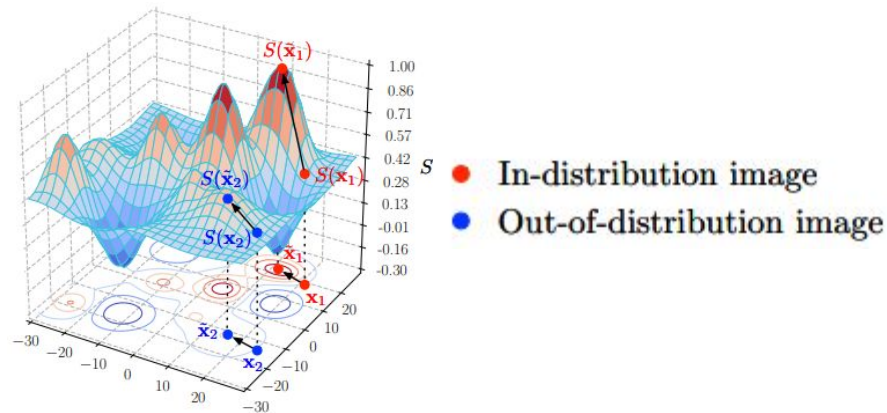 S(x̃₁)
1.00
0.86
0.71
0.57
0.42
0.28
0.13
-0.01
-0.16
-0.30
S
S(x₁)
S(x̃₂)
S(x₂)
x̃₁
x₁
x̃₂
x₂
−30
−20
−10
0
10
20
−30
−20
−10
0
10
20
In-distribution image
Out-of-distribution image